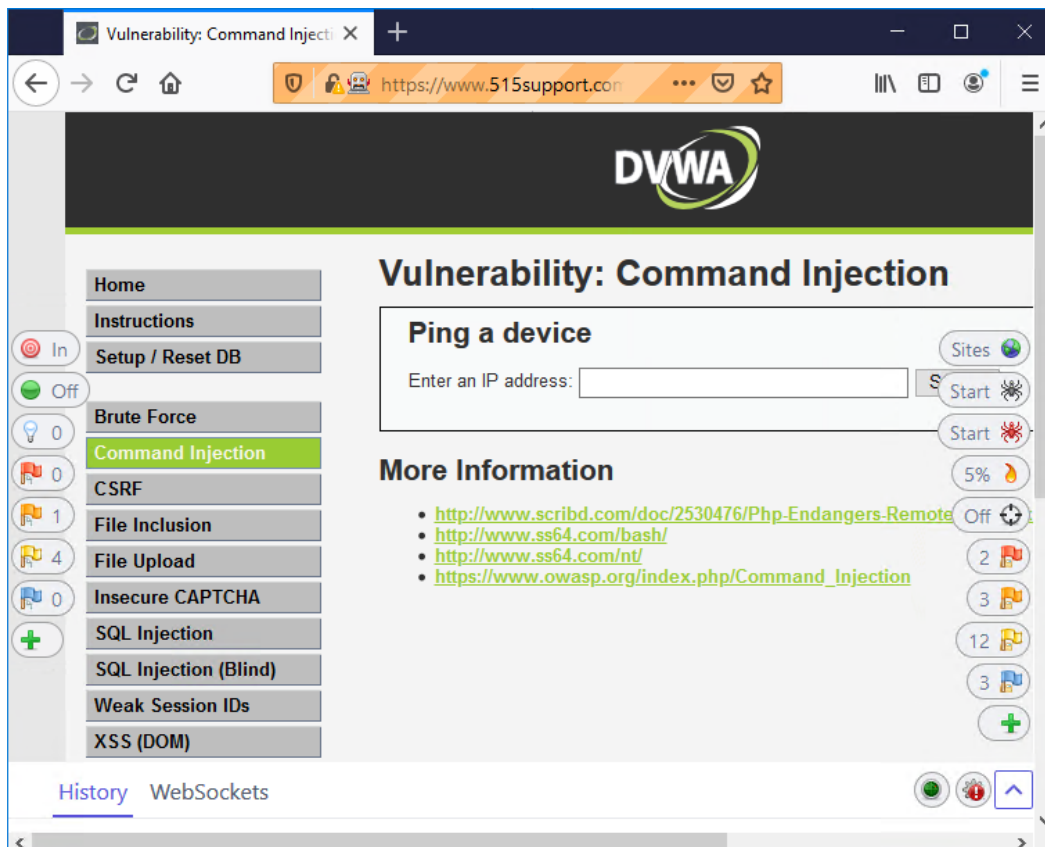 Vulnerability: Command Injecti
https://www.515support.com
DVWA
Home
Instructions
Setup / Reset DB
Brute Force
Command Injection
CSRF
File Inclusion
File Upload
Insecure CAPTCHA
SQL Injection
SQL Injection (Blind)
Weak Session IDs
XSS (DOM)
In
Off
0
0
1
4
0
Vulnerability: Command Injection
Ping a device
Enter an IP address:
More Information
http://www.scribd.com/doc/2530476/Php-Endangers-Remote
http://www.ss64.com/bash/
http://www.ss64.com/nt/
https://www.owasp.org/index.php/Command_Injection
Sites
Start
Start
5%
Off
2
3
12
3
History WebSockets